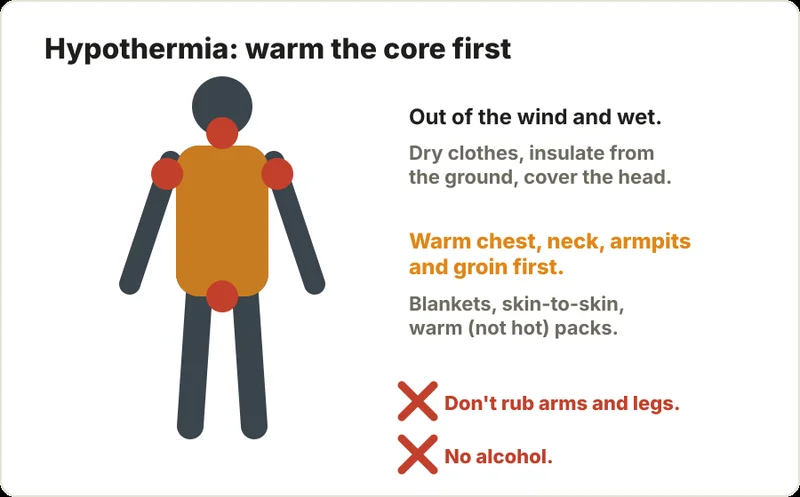 Hypothermia: warm the core first
Out of the wind and wet.
Dry clothes, insulate from
the ground, cover the head.
Warm chest, neck, armpits
and groin first.
Blankets, skin-to-skin,
warm (not hot) packs.
Don't rub arms and legs.
No alcohol.